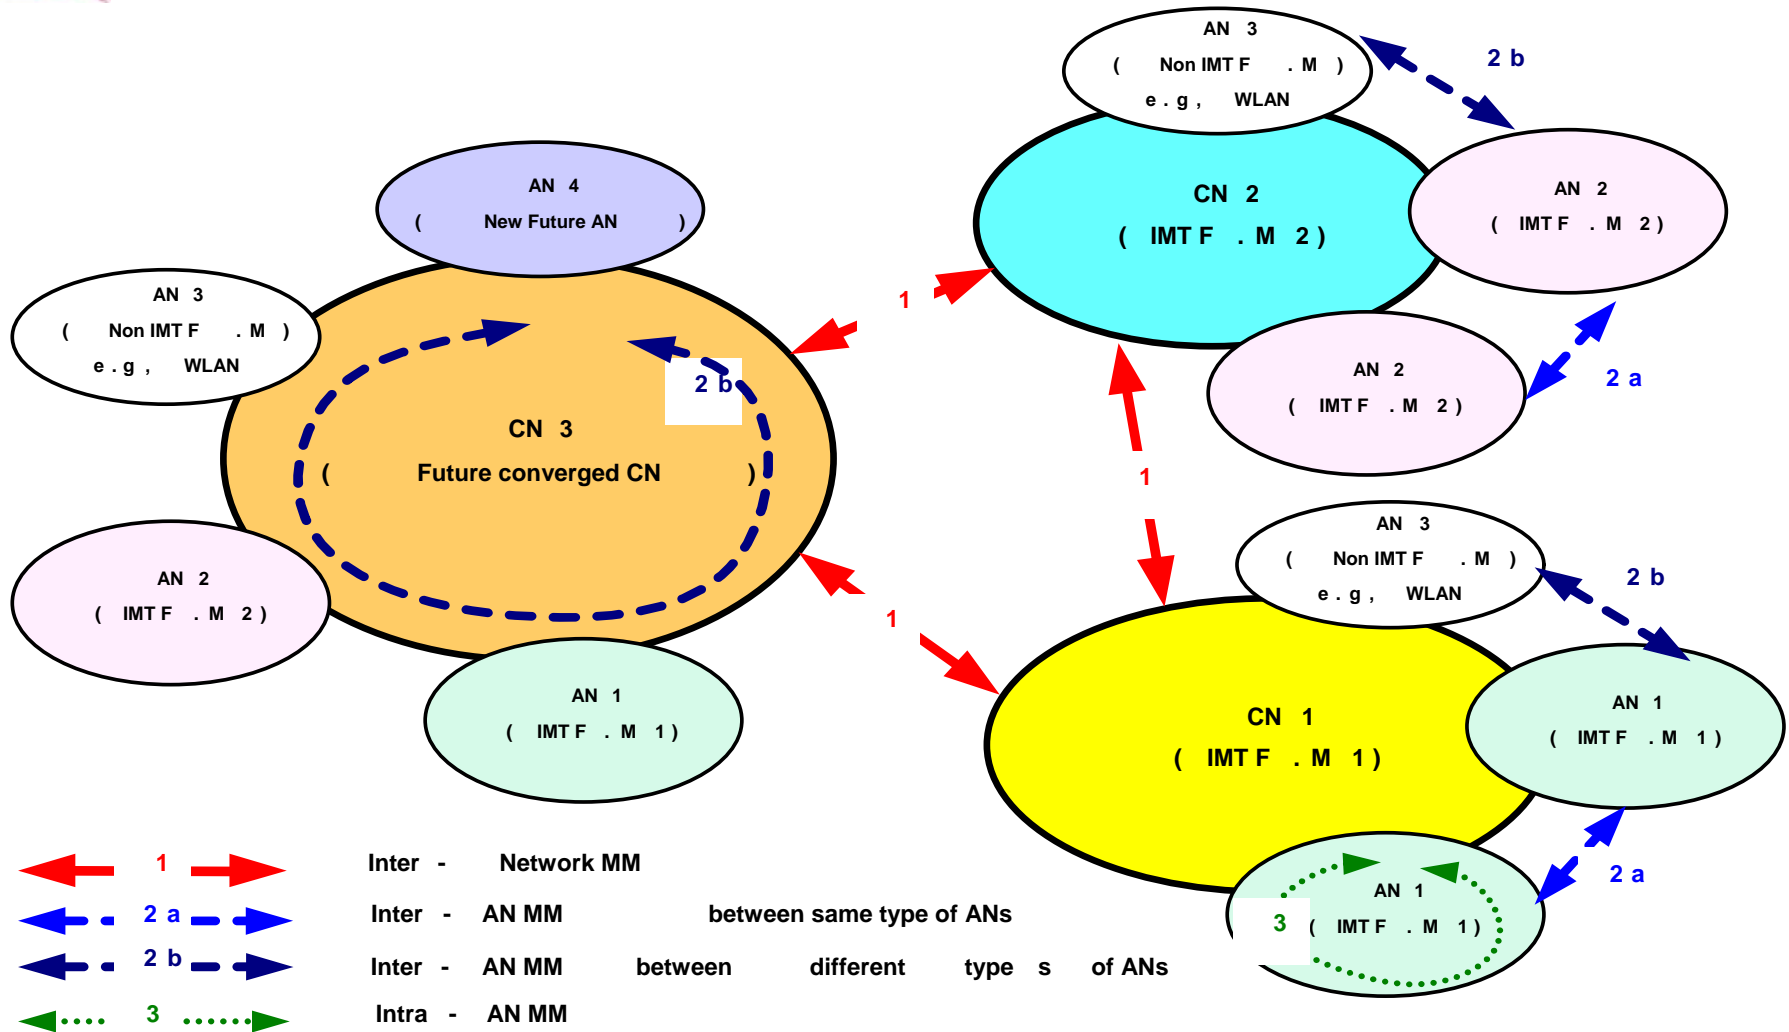 AN 3
( Non IMT F . M )
e . g , WLAN
2 b
AN 4
( New Future AN )
CN 2
( IMT F . M 2 )
AN 2
( IMT F . M 2 )
AN 3
( Non IMT F . M )
e . g , WLAN
1
2 b
AN 2
( IMT F . M 2 )
2 a
CN 3
( Future converged CN )
1
AN 3
( Non IMT F . M )
e . g , WLAN
2 b
AN 2
( IMT F . M 2 )
1
AN 1
( IMT F . M 1 )
CN 1
( IMT F . M 1 )
AN 1
( IMT F . M 1 )
2 a
AN 1
3 ( IMT F . M 1 )
1 Inter - Network MM
2 a Inter - AN MM between same type of ANs
2 b Inter - AN MM between different type s of ANs
3 Intra - AN MM